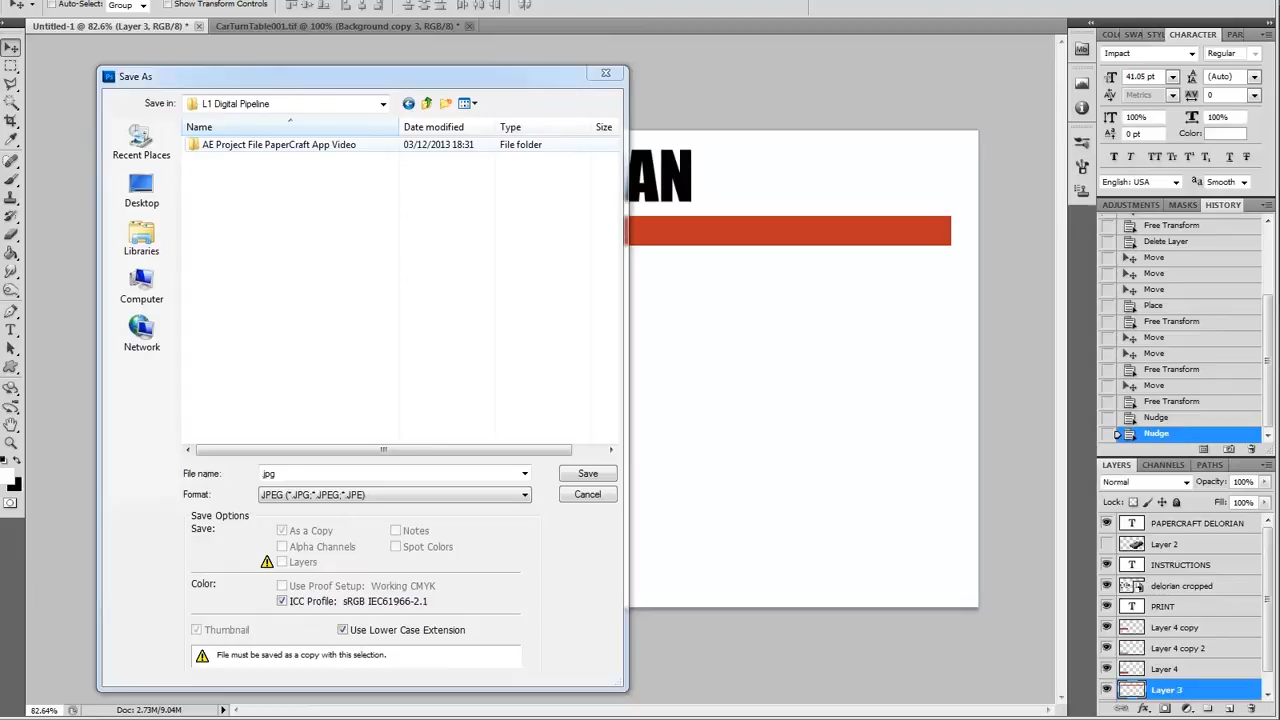 Auto-Select:
Group
Show Transform Controls
Untitled-1 @ 82.6% (Layer 3, RGB/8) *
CarTurnTable001.tif @ 100% (Background copy 3, RGB/8) *
Save As
Save in:
L1 Digital Pipeline
Name
Date modified
Type
Size
AE Project File PaperCraft App Video
03/12/2013 18:31
File folder
Recent Places
Desktop
Libraries
Computer
Network
File name:
.jpg
Save
Format:
JPEG (*.JPG;*.JPEG;*.JPE)
Cancel
Save Options
Save:
As a Copy
Notes
Alpha Channels
Spot Colors
Layers
Color:
Use Proof Setup: Working CMYK
ICC Profile: sRGB IEC61966-2.1
Thumbnail
Use Lower Case Extension
File must be saved as a copy with this selection.
AN
COL
SWA
STYL
CHARACTER
PAR
Impact
Regular
41.05 pt
(Auto)
Metrics
0
100%
100%
0 pt
Color:
English: USA
Smooth
ADJUSTMENTS
MASKS
HISTORY
Free Transform
Delete Layer
Move
Move
Move
Place
Free Transform
Move
Move
Free Transform
Move
Free Transform
Nudge
Nudge
LAYERS
CHANNELS
PATHS
Normal
Opacity: 100%
Lock:
Fill: 100%
PAPERCRAFT DELORIAN
Layer 2
INSTRUCTIONS
delorian cropped
PRINT
Layer 4 copy
Layer 4 copy 2
Layer 4
Layer 3
82.64%
Doc: 2.73M/9.04M